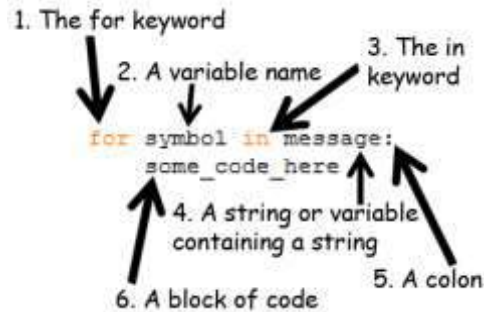 1. The for keyword
2. A variable name
3. The in
keyword
for symbol in message:
some_code_here
4. A string or variable
containing a string
5. A colon
6. A block of code